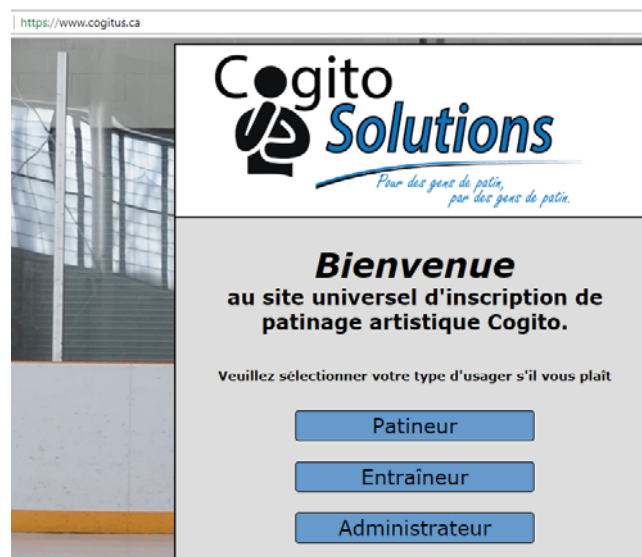 https://www.cogitus.ca
Cogito
Solutions
Pour des gens de patin,
par des gens de patin.
Bienvenue
au site universel d'inscription de
patinage artistique Cogito.
Veuillez sélectionner votre type d'usager s'il vous plaît
Patineur
Entraîneur
Administrateur